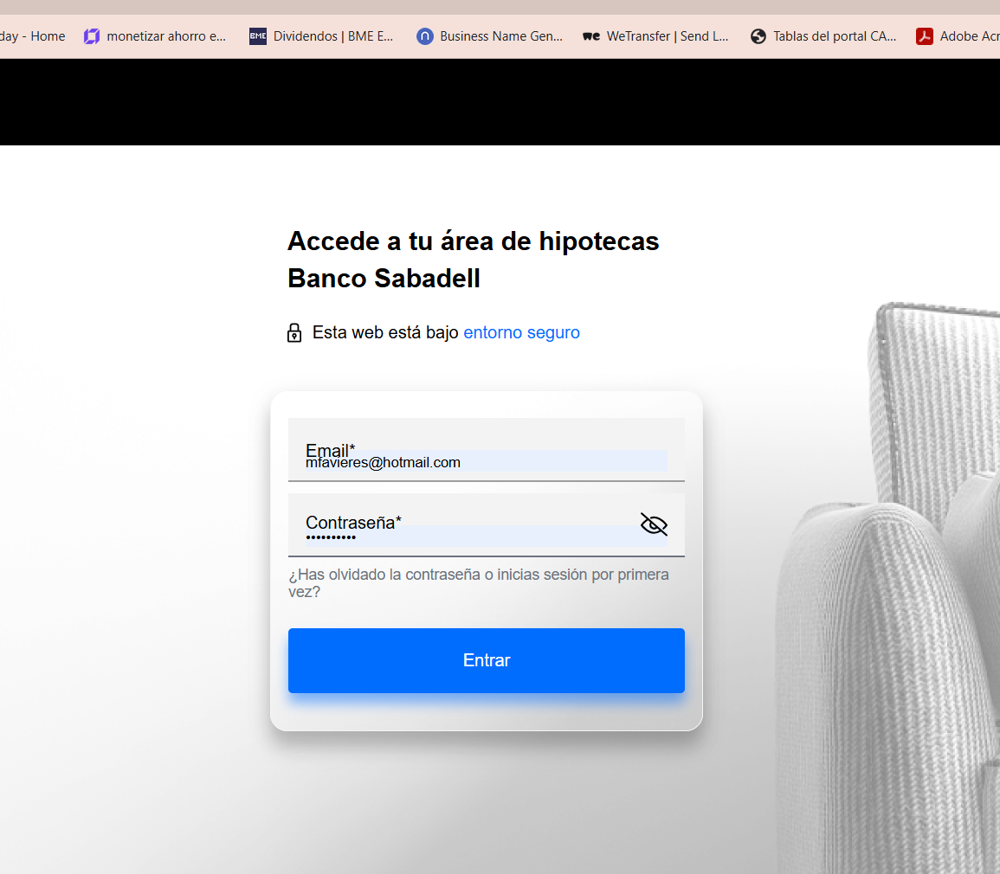 day - Home
monetizar ahorro e...
BME
Dividendos | BME E...
Business Name Gen...
WeTransfer | Send L...
Tablas del portal CA...
Adobe Acr
Accede a tu área de hipotecas
Banco Sabadell
Esta web está bajo entorno seguro
Email*
mfavieres@hotmail.com
Contraseña*
••••••••••
¿Has olvidado la contraseña o inicias sesión por primera
vez?
Entrar